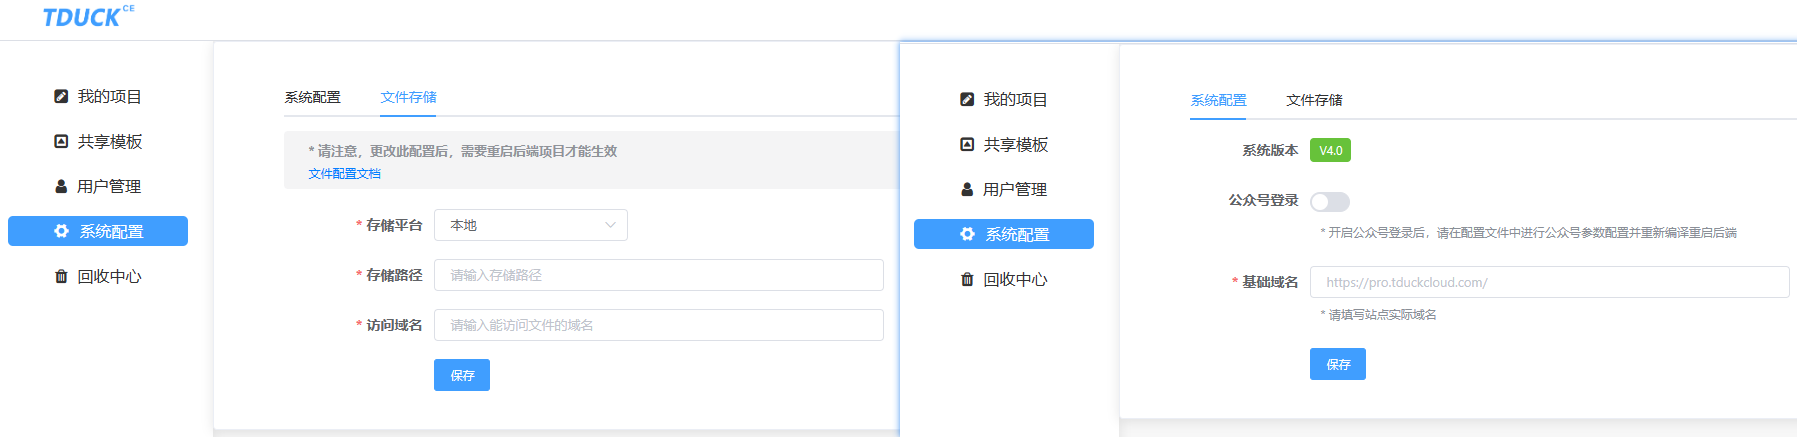 TDUCK CE
我的项目
共享模板
用户管理
系统配置
回收中心
系统配置 文件存储
* 请注意，更改此配置后，需要重启后端项目才能生效
文件配置文档
* 存储平台 本地
* 存储路径 请输入存储路径
* 访问域名 请输入能访问文件的域名
保存
我的项目
共享模板
用户管理
系统配置
回收中心
系统配置 文件存储
系统版本 V4.0
公众号登录
* 开启公众号登录后，请在配置文件中进行公众号参数配置并重新编译重启后端
* 基础域名 https://pro.tduckcloud.com/
* 请填写站点实际域名
保存